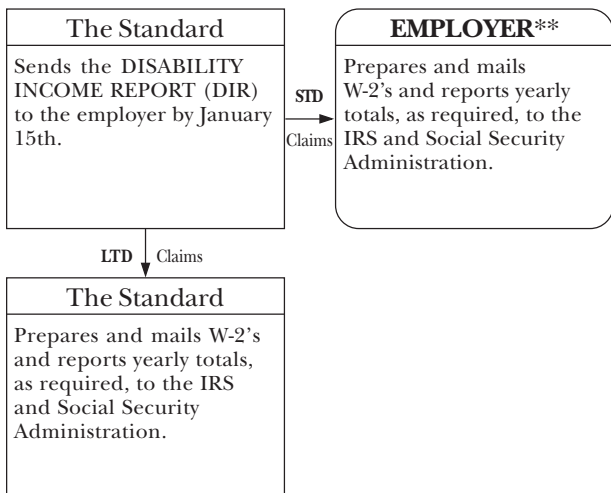 The Standard
Sends the DISABILITY
INCOME REPORT (DIR)
to the employer by January
15th.
STD
Claims
EMPLOYER**
Prepares and mails
W-2's and reports yearly
totals, as required, to the
IRS and Social Security
Administration.
LTD Claims
The Standard
Prepares and mails W-2's
and reports yearly totals,
as required, to the IRS
and Social Security
Administration.